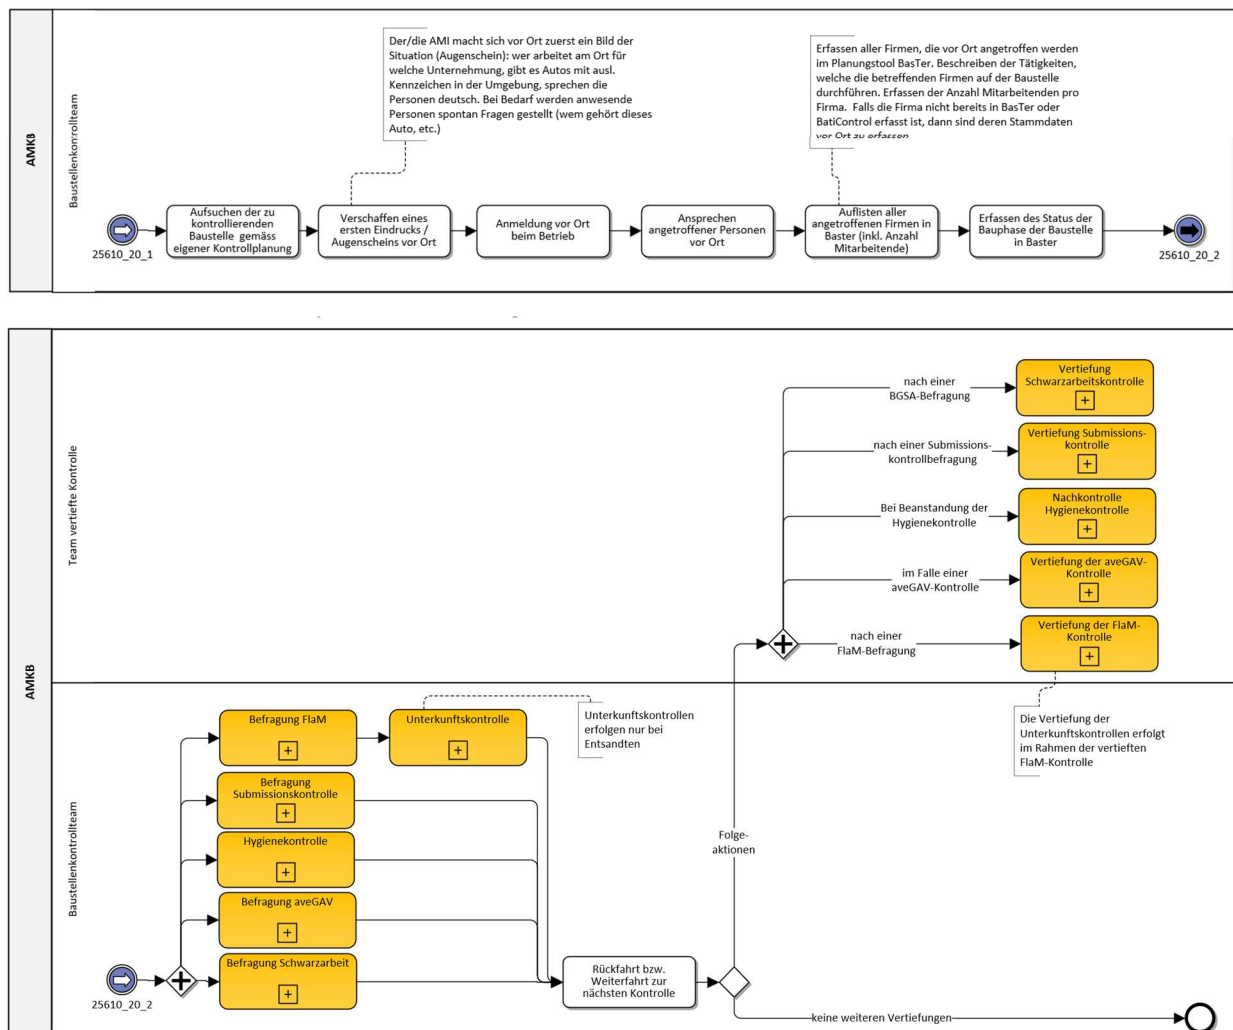 AMKB
Baustellenkontrollteam
Der/die AMI macht sich vor Ort zuerst ein Bild der
Situation (Augenschein): wer arbeitet am Ort für
welche Unternehmung, gibt es Autos mit ausl.
Kennzeichen in der Umgebung, sprechen die
Personen deutsch. Bei Bedarf werden anwesende
Personen spontan Fragen gestellt (wem gehört dieses
Auto, etc.)
Erfassen aller Firmen, die vor Ort angetroffen werden
im Planungstool BasTer. Beschreiben der Tätigkeiten,
welche die betreffenden Firmen auf der Baustelle
durchführen. Erfassen der Anzahl Mitarbeitenden pro
Firma. Falls die Firma nicht bereits in BasTer oder
BatiControl erfasst ist, dann sind deren Stammdaten
vor Ort zu erfassen
25610_20_1
Aufsuchen der zu
kontrollierenden
Baustelle gemäss
eigener Kontrollplanung
Verschaffen eines
ersten Eindrucks /
Augenscheins vor Ort
Anmeldung vor Ort
beim Betrieb
Ansprechen
angetroffener Personen
vor Ort
Auflisten aller
angetroffenen Firmen in
Baster (inkl. Anzahl
Mitarbeitende)
Erfassen des Status der
Bauphase der Baustelle
in Baster
25610_20_2
AMKB
Team vertiefte Kontrolle
nach einer
BGSA-Befragung
Vertiefung
Schwarzarbeitskontrolle
nach einer Submissions-
kontrollbefragung
Vertiefung Submissions-
kontrolle
Bei Beanstandung der
Hygienekontrolle
Nachkontrolle
Hygienekontrolle
im Falle einer
aveGAV-Kontrolle
Vertiefung der aveGAV-
Kontrolle
nach einer
FlaM-Befragung
Vertiefung der FlaM-
Kontrolle
Die Vertiefung der
Unterkunftskontrollen erfolgt
im Rahmen der vertieften
FlaM-Kontrolle
Baustellenkontrollteam
25610_20_2
Befragung FlaM
Unterkunftskontrolle
Unterkunftskontrollen
erfolgen nur bei
Entsandten
Befragung
Submissionskontrolle
Hygienekontrolle
Befragung aveGAV
Befragung Schwarzarbeit
Rückfahrt bzw.
Weiterfahrt zur
nächsten Kontrolle
Folge-
aktionen
keine weiteren Vertiefungen